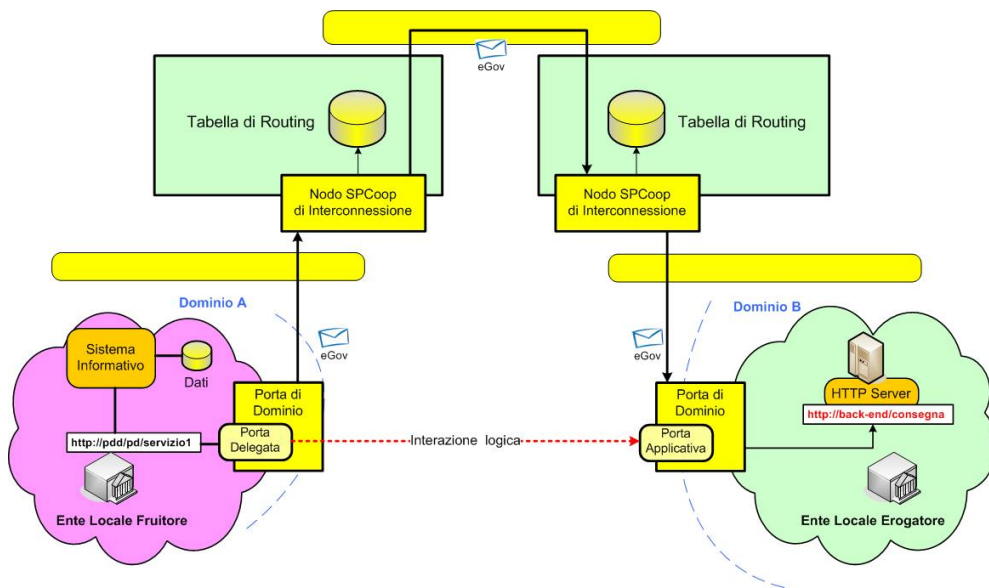 eGov
Tabella di Routing
Tabella di Routing
Nodo SPCoop
di Interconnessione
Nodo SPCoop
di Interconnessione
Dominio A
Dominio B
eGov
eGov
Sistema
Informativo
Dati
Porta di
Dominio
Porta
Delegata
http://pdd/pd/servizio1
Ente Locale Fruitore
Interazione logica
Porta di
Dominio
Porta
Applicativa
HTTP Server
http://back-end/consegna
Ente Locale Erogatore